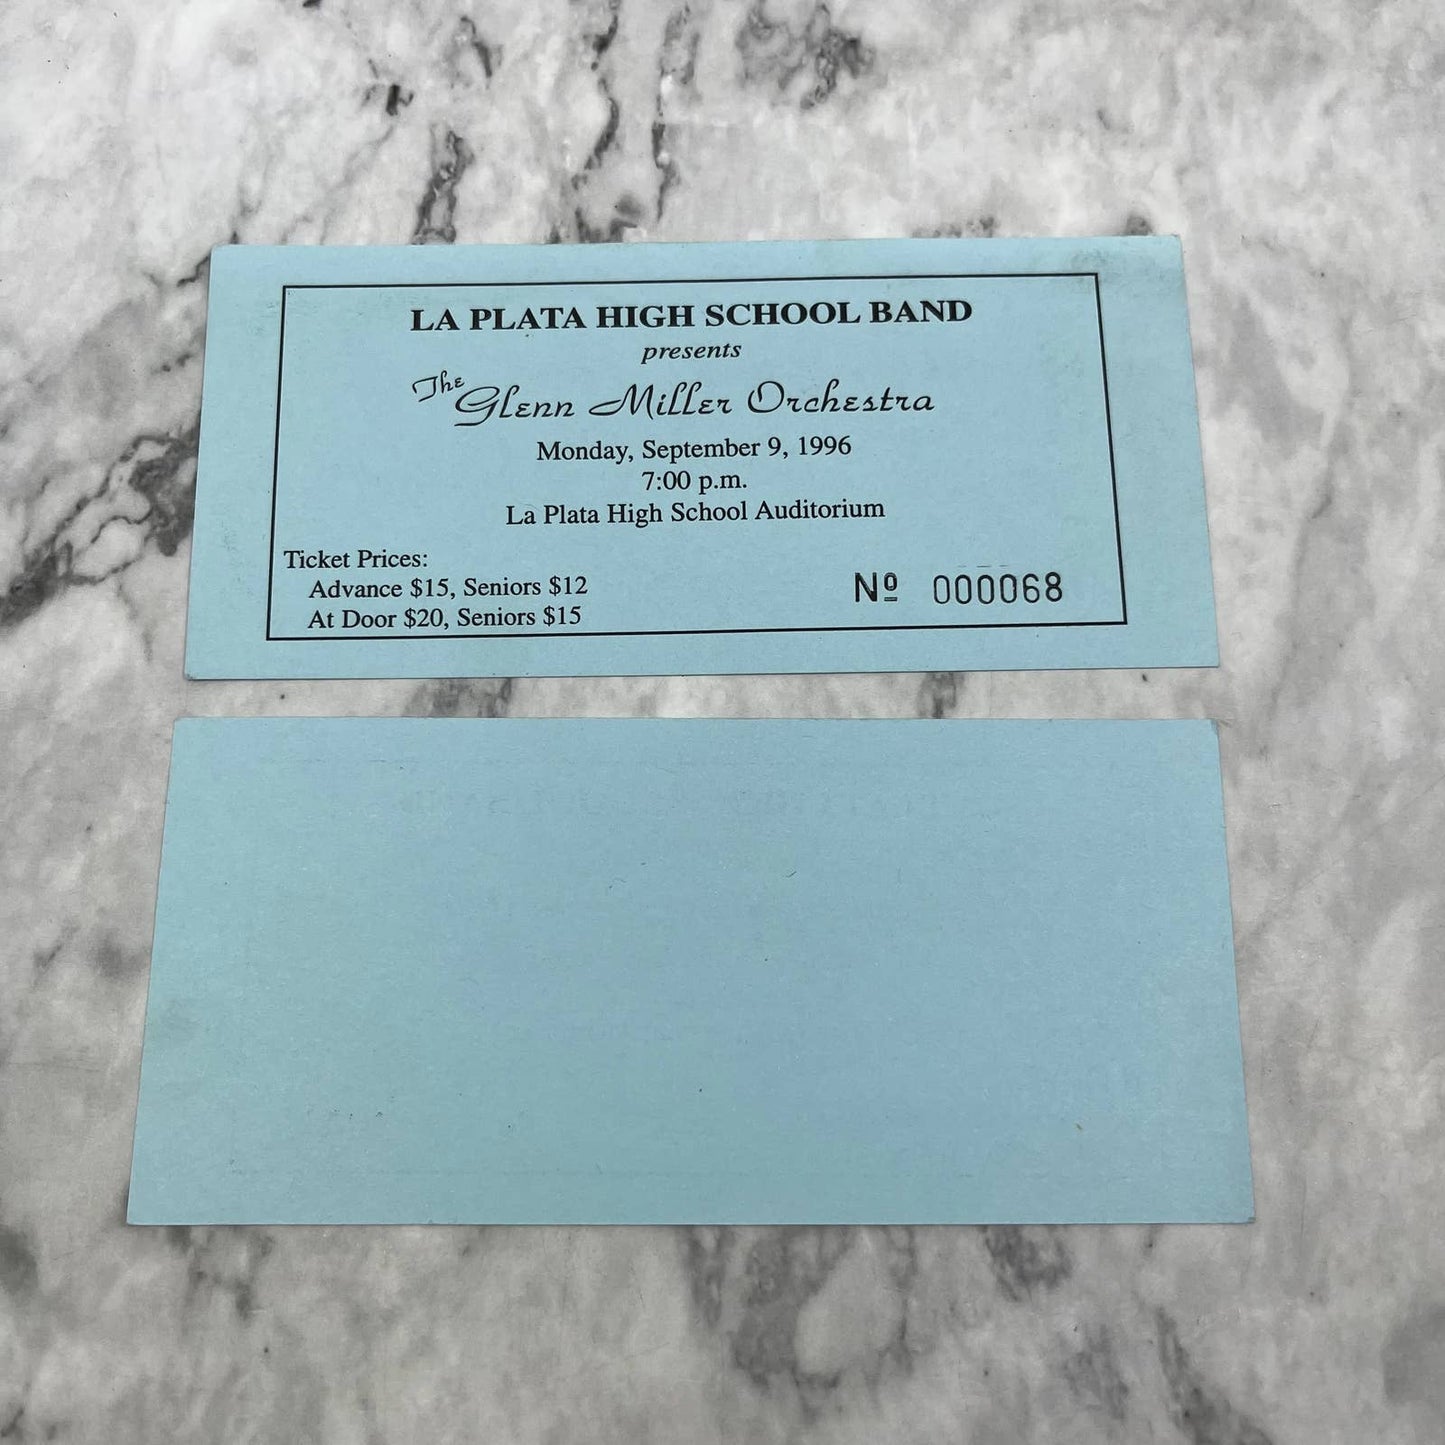 LA PLATA HIGH SCHOOL BAND
presents
The Glenn Miller Orchestra
Monday, September 9, 1996
7:00 p.m.
La Plata High School Auditorium
Ticket Prices:
Advance $15, Seniors $12
At Door $20, Seniors $15
Nº 000068